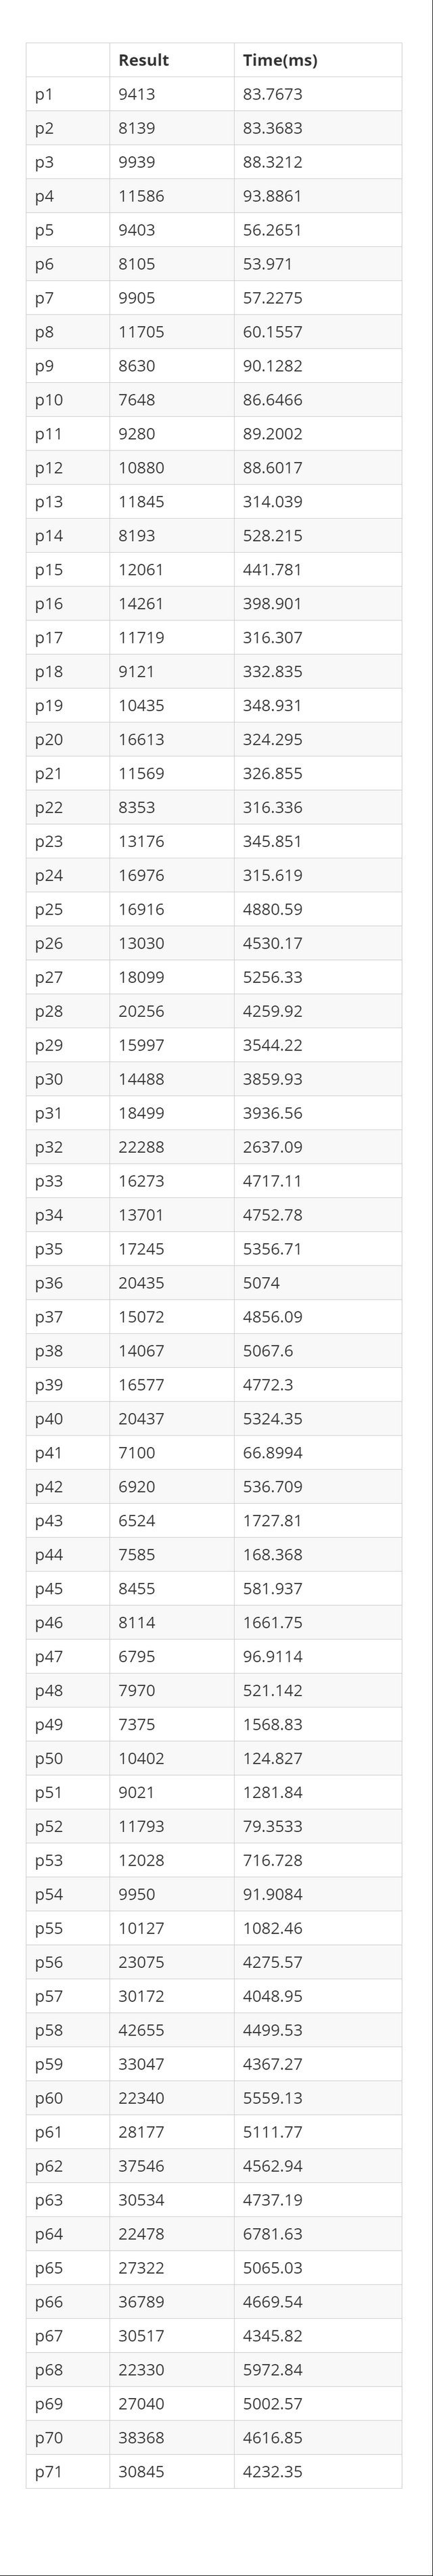 Result Time(ms)
p1 9413 83.7673
p2 8139 83.3683
p3 9939 88.3212
p4 11586 93.8861
p5 9403 56.2651
p6 8105 53.971
p7 9905 57.2275
p8 11705 60.1557
p9 8630 90.1282
p10 7648 86.6466
p11 9280 89.2002
p12 10880 88.6017
p13 11845 314.039
p14 8193 528.215
p15 12061 441.781
p16 14261 398.901
p17 11719 316.307
p18 9121 332.835
p19 10435 348.931
p20 16613 324.295
p21 11569 326.855
p22 8353 316.336
p23 13176 345.851
p24 16976 315.619
p25 16916 4880.59
p26 13030 4530.17
p27 18099 5256.33
p28 20256 4259.92
p29 15997 3544.22
p30 14488 3859.93
p31 18499 3936.56
p32 22288 2637.09
p33 16273 4717.11
p34 13701 4752.78
p35 17245 5356.71
p36 20435 5074
p37 15072 4856.09
p38 14067 5067.6
p39 16577 4772.3
p40 20437 5324.35
p41 7100 66.8994
p42 6920 536.709
p43 6524 1727.81
p44 7585 168.368
p45 8455 581.937
p46 8114 1661.75
p47 6795 96.9114
p48 7970 521.142
p49 7375 1568.83
p50 10402 124.827
p51 9021 1281.84
p52 11793 79.3533
p53 12028 716.728
p54 9950 91.9084
p55 10127 1082.46
p56 23075 4275.57
p57 30172 4048.95
p58 42655 4499.53
p59 33047 4367.27
p60 22340 5559.13
p61 28177 5111.77
p62 37546 4562.94
p63 30534 4737.19
p64 22478 6781.63
p65 27322 5065.03
p66 36789 4669.54
p67 30517 4345.82
p68 22330 5972.84
p69 27040 5002.57
p70 38368 4616.85
p71 30845 4232.35